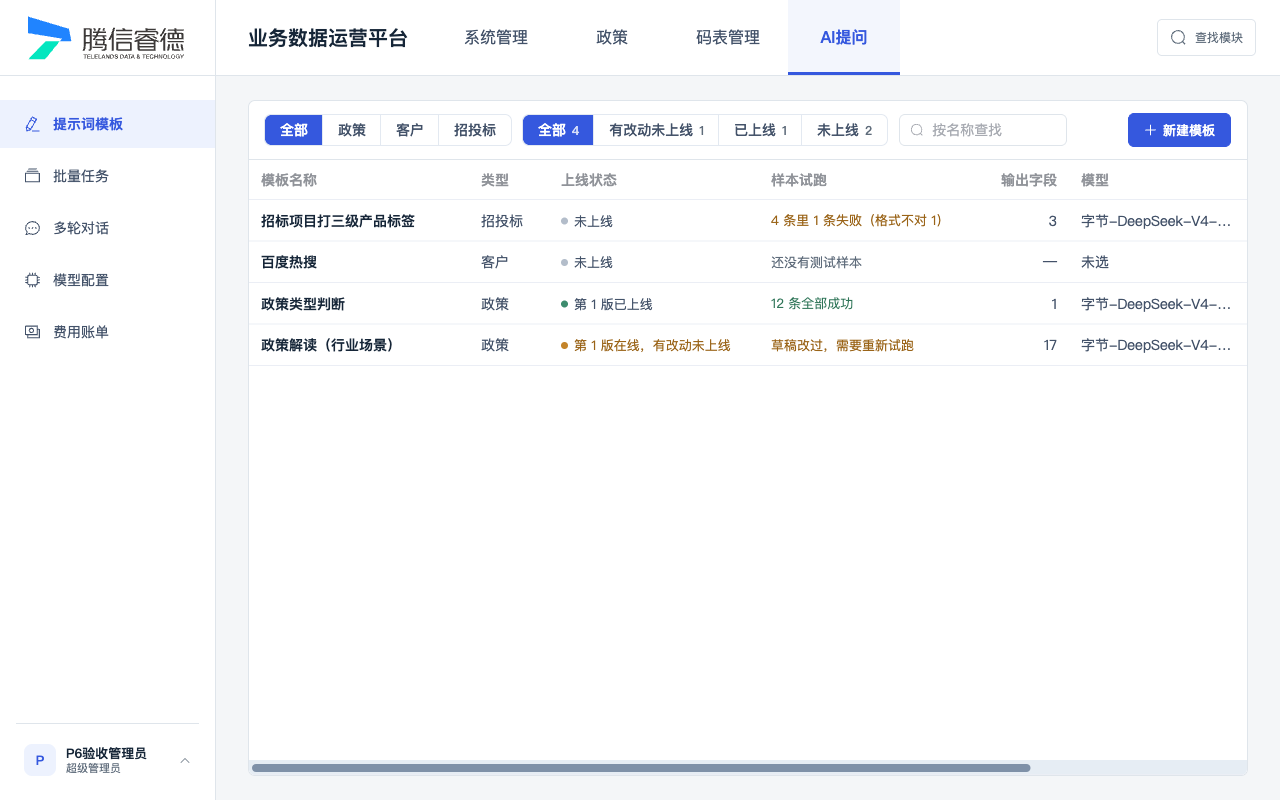 腾信睿德
TELELANDS DATA & TECHNOLOGY
业务数据运营平台
系统管理
政策
码表管理
AI提问
查找模块
提示词模板
批量任务
多轮对话
模型配置
费用账单
全部 政策 客户 招投标
全部 4 有改动未上线 1 已上线 1 未上线 2
按名称查找
新建模板
模板名称 类型 上线状态 样本试跑 输出字段 模型
招标项目打三级产品标签 招投标 未上线 4 条里 1 条失败（格式不对 1） 3 字节-DeepSeek-V4-...
百度热搜 客户 未上线 还没有测试样本 — 未选
政策类型判断 政策 第 1 版已上线 12 条全部成功 1 字节-DeepSeek-V4-...
政策解读（行业场景） 政策 第 1 版在线，有改动未上线 草稿改过，需要重新试跑 17 字节-DeepSeek-V4-...
P
P6验收管理员
超级管理员